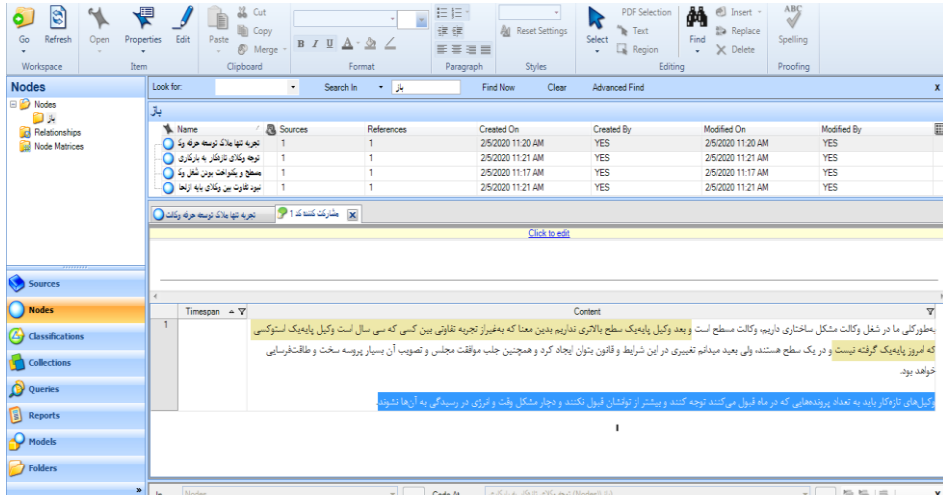 Go
Refresh
Open
Properties
Edit
Paste
Cut
Copy
Merge
B I U A
Reset Settings
Select
PDF Selection
Text
Region
Find
Insert
Replace
Delete
ABC
Spelling
Workspace
Item
Clipboard
Format
Paragraph
Styles
Editing
Proofing
Nodes
Look for:
Search In
باز
Find Now
Clear
Advanced Find
x
Nodes
باز
Relationships
Node Matrices
باز
Name Sources References Created On Created By Modified On Modified By
تجربه تنها ملاک توسعه حرفه وک 1 1 2/5/2020 11:20 AM YES 2/5/2020 11:20 AM YES
توجه وکلای تازه‌کار به بارکاری 1 1 2/5/2020 11:21 AM YES 2/5/2020 11:21 AM YES
مسطح و یکنواخت بودن شغل وک 1 1 2/5/2020 11:17 AM YES 2/5/2020 11:17 AM YES
نبود تفاوت بین وکلای پایه ازلحا 1 1 2/5/2020 11:21 AM YES 2/5/2020 11:21 AM YES
تجربه تنها ملاک توسعه حرفه وکالت
مشارکت کننده کد 1
Click to edit
Timespan Content
1
به‌طورکلی ما در شغل وکالت مشکل ساختاری داریم، وکالت مسطح است و بعد وکیل پایه‌یک سطح بالاتری نداریم بدین معنا که به‌غیراز تجربه تفاوتی بین کسی که سی سال است وکیل پایه‌یک است‌وکسی
که امروز پایه‌یک گرفته نیست و در یک سطح هستند، ولی بعید میدانم تغییری در این شرایط و قانون بتوان ایجاد کرد و همچنین جلب موافقت مجلس و تصویب آن بسیار پروسه سخت و طاقت‌فرسایی
خواهد بود.
وکیل‌های تازه‌کار باید به تعداد پرونده‌هایی که در ماه قبول می‌کنند توجه کنند و بیشتر از توانشان قبول نکنند و دچار مشکل وقت و انرژی در رسیدگی به آن‌ها نشوند.
Sources
Nodes
Classifications
Collections
Queries
Reports
Models
Folders
»
In
Nodes
Code At